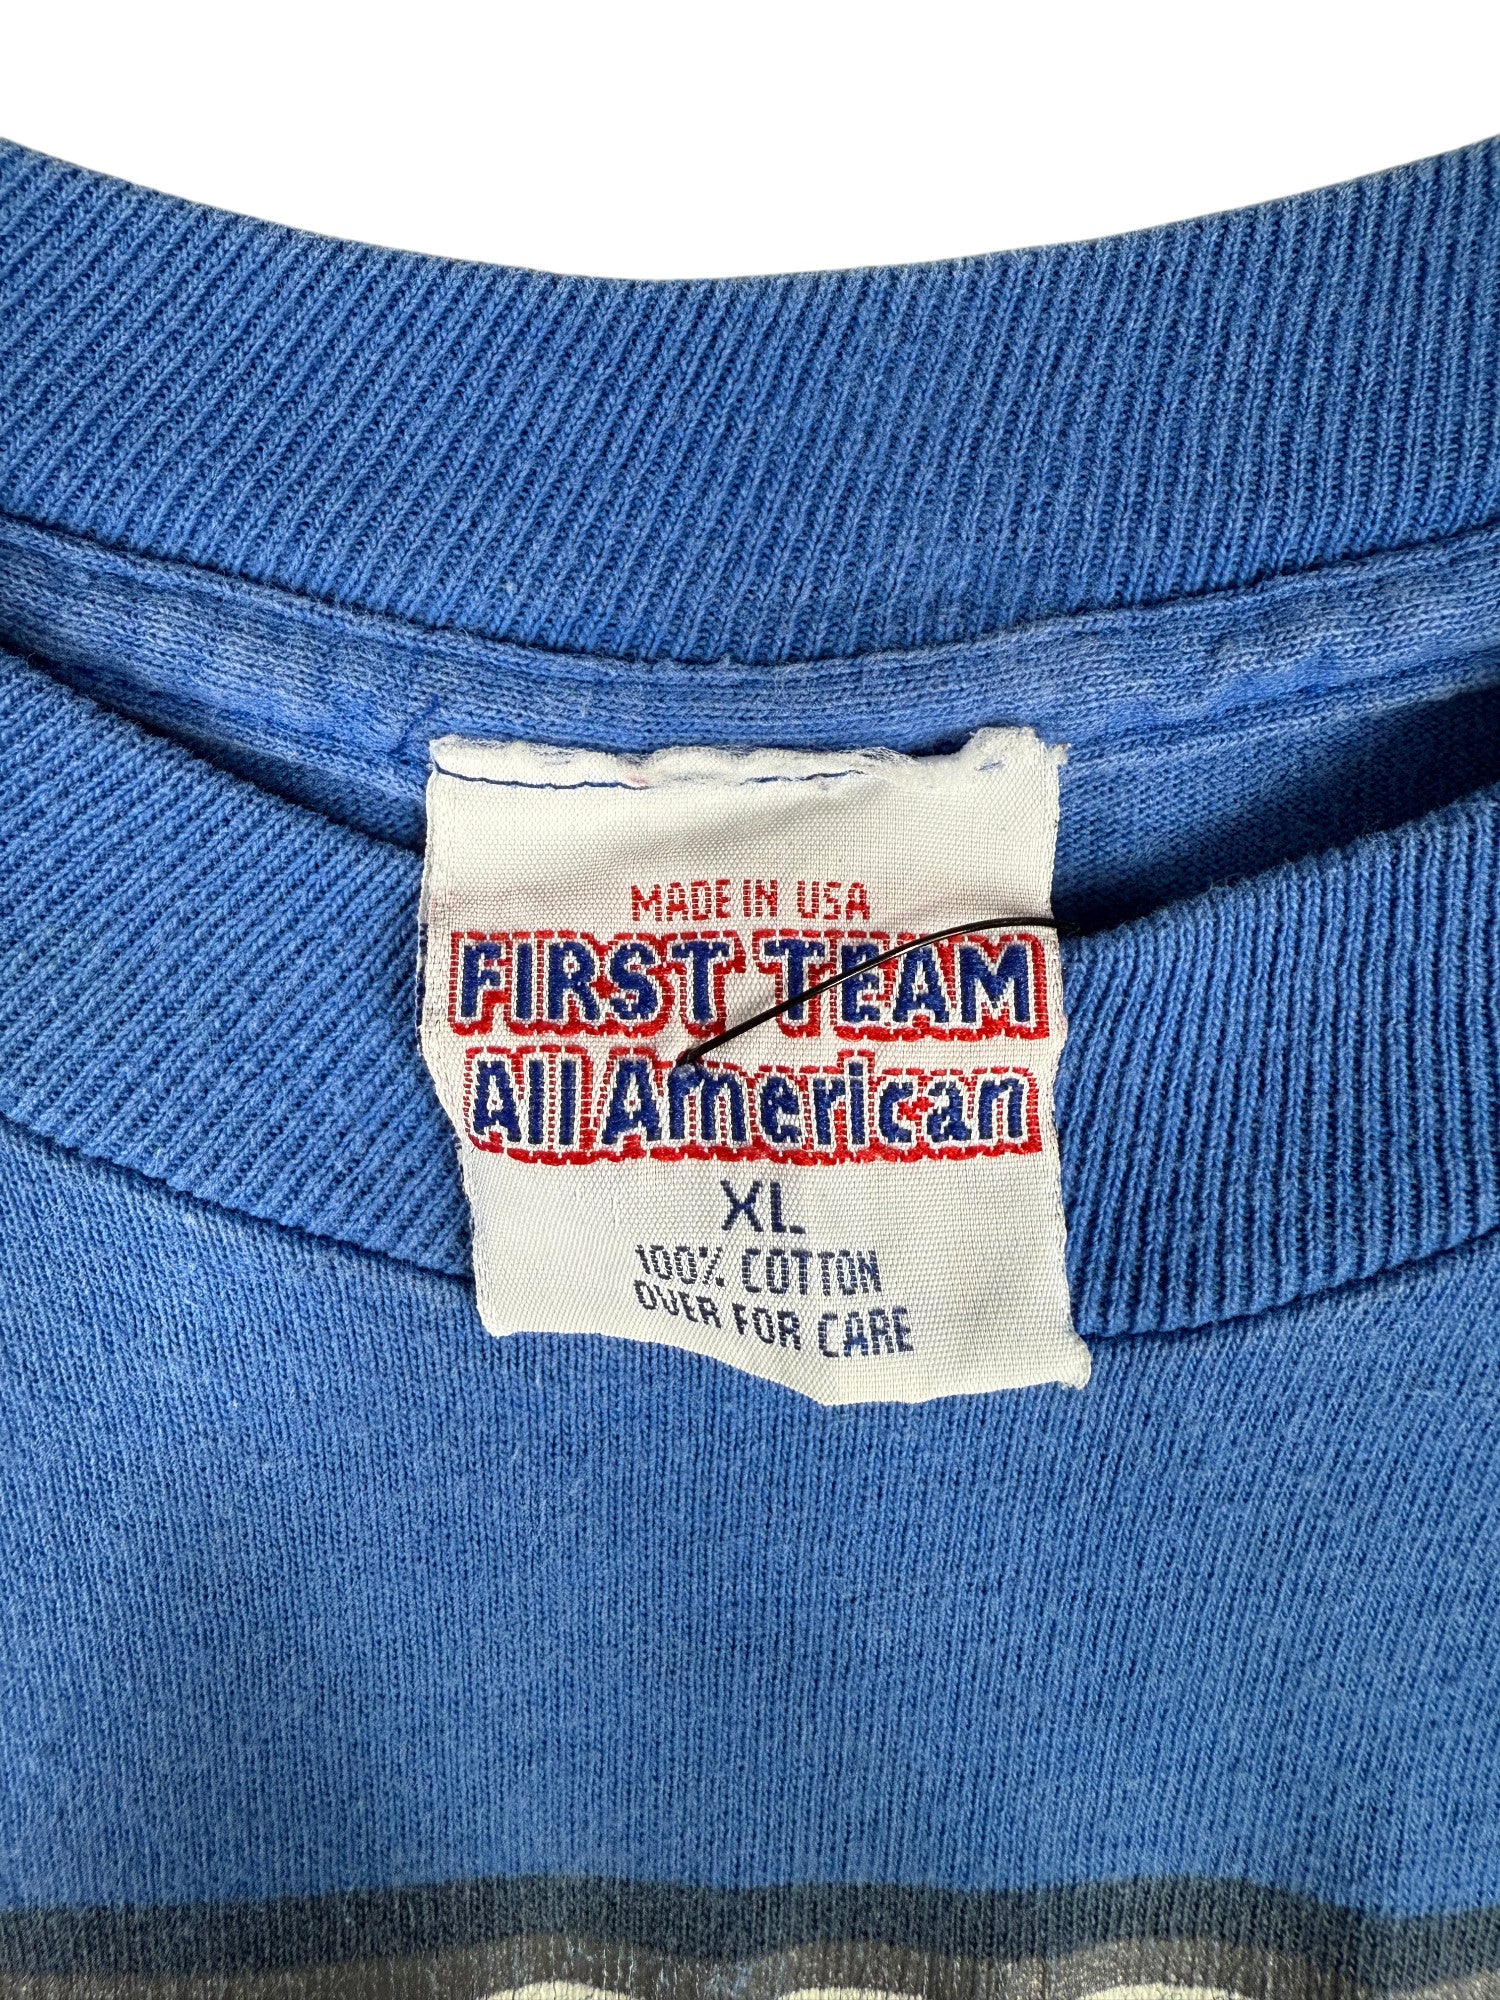 MADE IN USA
FIRST TEAM
All American
XL
100% COTTON
OVER FOR CARE